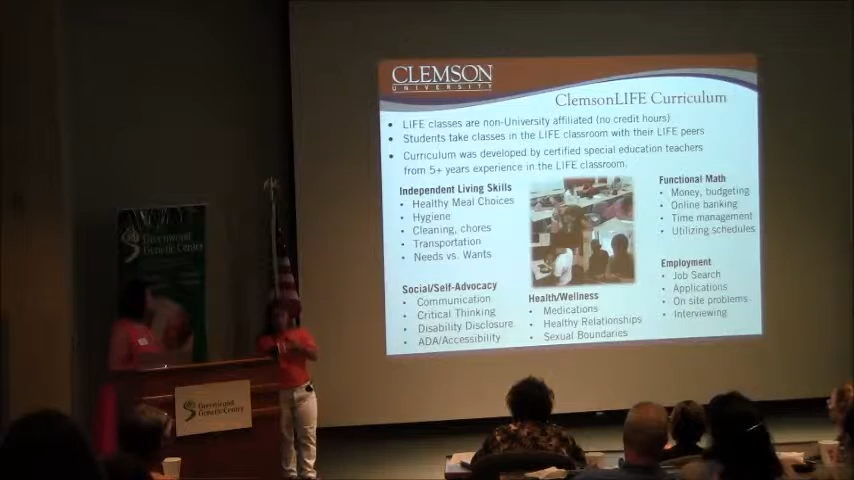 CLEMSON
UNIVERSITY
ClemsonLIFE Curriculum
• LIFE classes are non-University affiliated (no credit hours)
• Students take classes in the LIFE classroom with their LIFE peers
• Curriculum was developed by certified special education teachers
from 5+ years experience in the LIFE classroom.
Independent Living Skills
• Healthy Meal Choices
• Hygiene
• Cleaning, chores
• Transportation
• Needs vs. Wants
Social/Self-Advocacy
• Communication
• Critical Thinking
• Disability Disclosure
• ADA/Accessibility
Health/Wellness
• Medications
• Healthy Relationships
• Sexual Boundaries
Functional Math
• Money, budgeting
• Online banking
• Time management
• Utilizing schedules
Employment
• Job Search
• Applications
• On site problems
• Interviewing
Greenwood
Genetic Center
Greenwood
Genetic Center